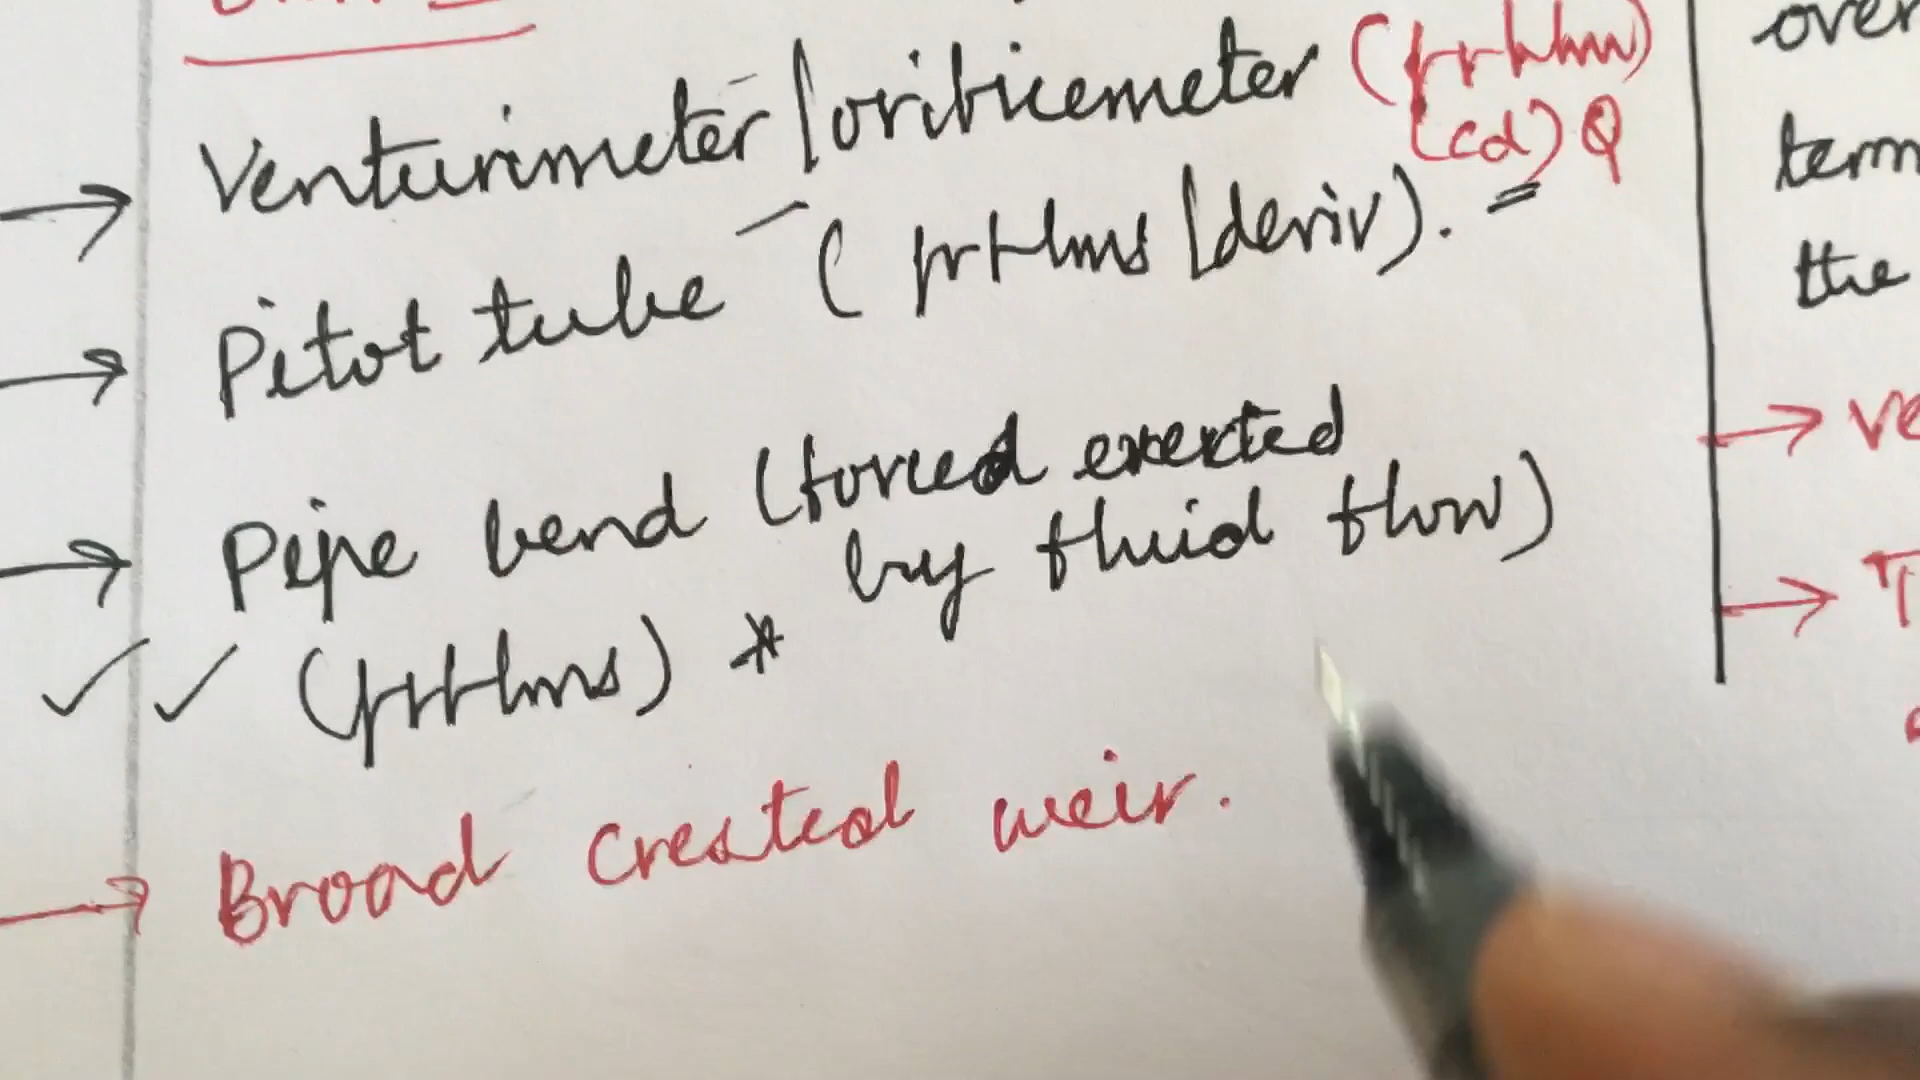 Venturimeter / orificemeter (prblm)
(cd) Q
Pitot tube - (prblms / deriv). =
Pipe bend (forced exerted
by fluid flow)
(prblms) *
Broad crested weir.
over
term
the